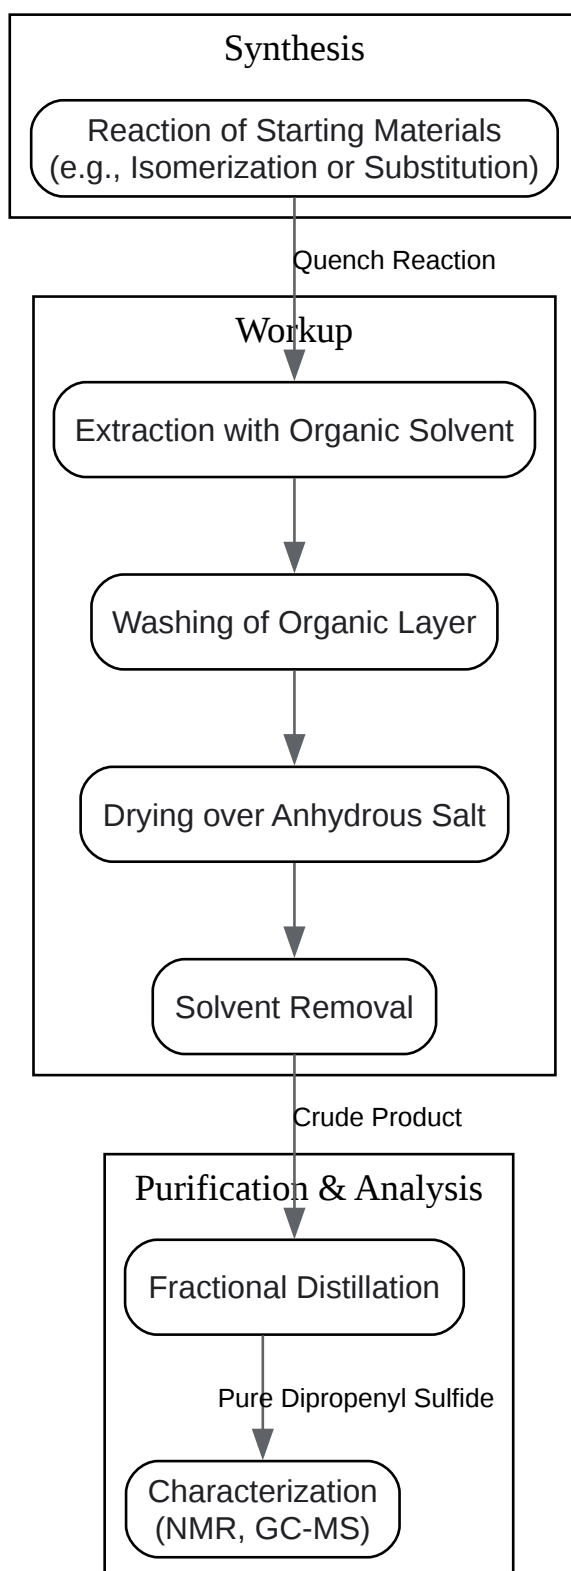 Synthesis
Reaction of Starting Materials
(e.g., Isomerization or Substitution)
Quench Reaction
Workup
Extraction with Organic Solvent
Washing of Organic Layer
Drying over Anhydrous Salt
Solvent Removal
Crude Product
Purification & Analysis
Fractional Distillation
Pure Dipropenyl Sulfide
Characterization
(NMR, GC-MS)